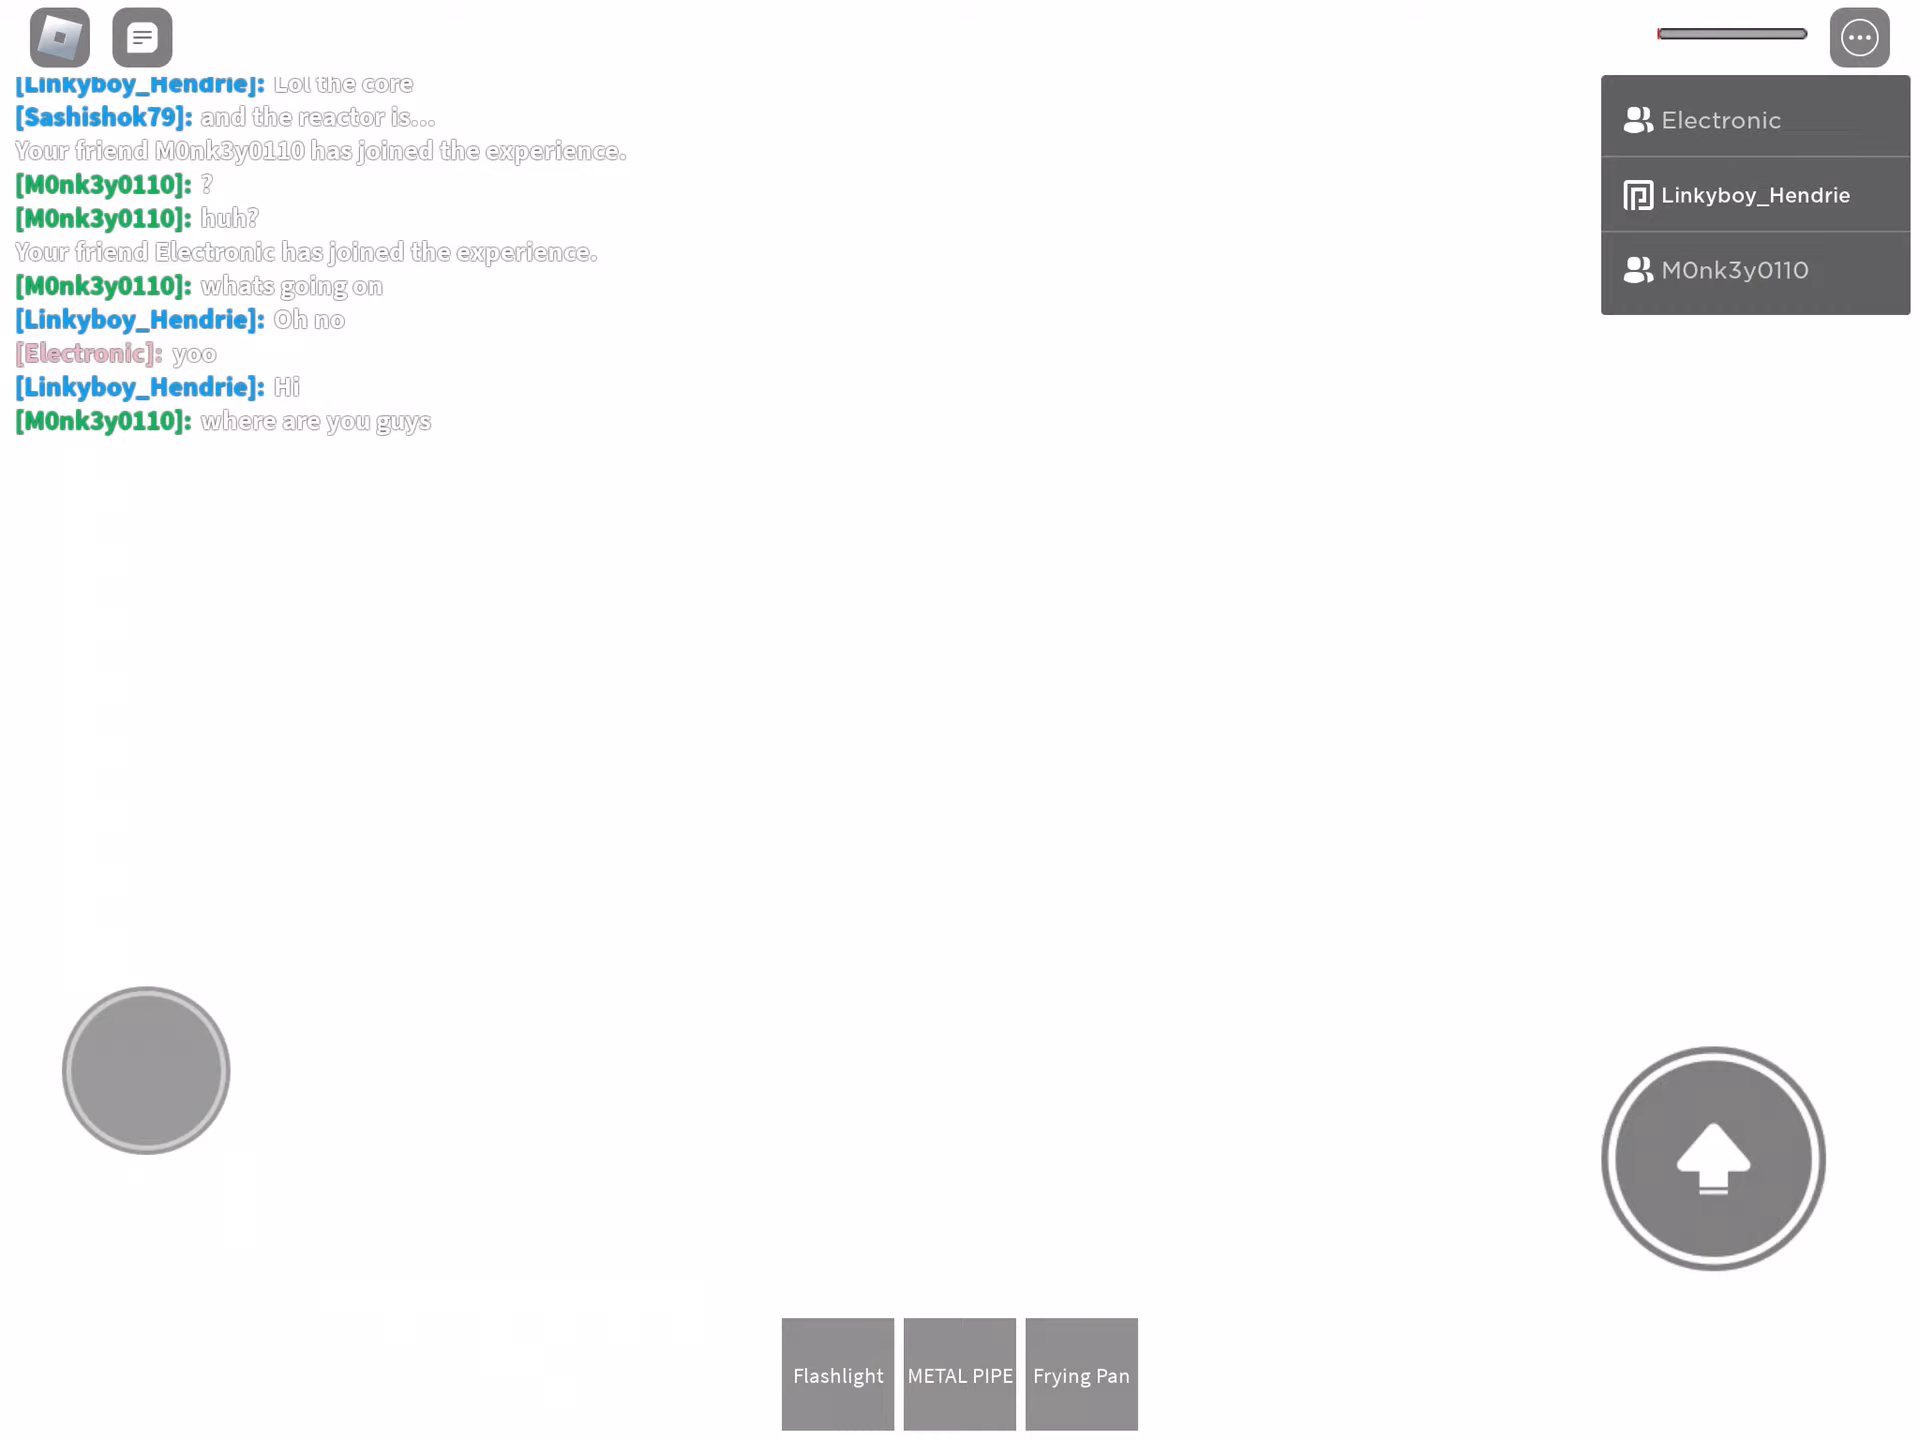 [Linkyboy_Hendrie]: Lol the core
[Sashishok79]: and the reactor is...
Your friend M0nk3y0110 has joined the experience.
[M0nk3y0110]: ?
[M0nk3y0110]: huh?
Your friend Electronic has joined the experience.
[M0nk3y0110]: whats going on
[Linkyboy_Hendrie]: Oh no
[Electronic]: yoo
[Linkyboy_Hendrie]: Hi
[M0nk3y0110]: where are you guys
Electronic
Linkyboy_Hendrie
M0nk3y0110
Flashlight
METAL PIPE
Frying Pan